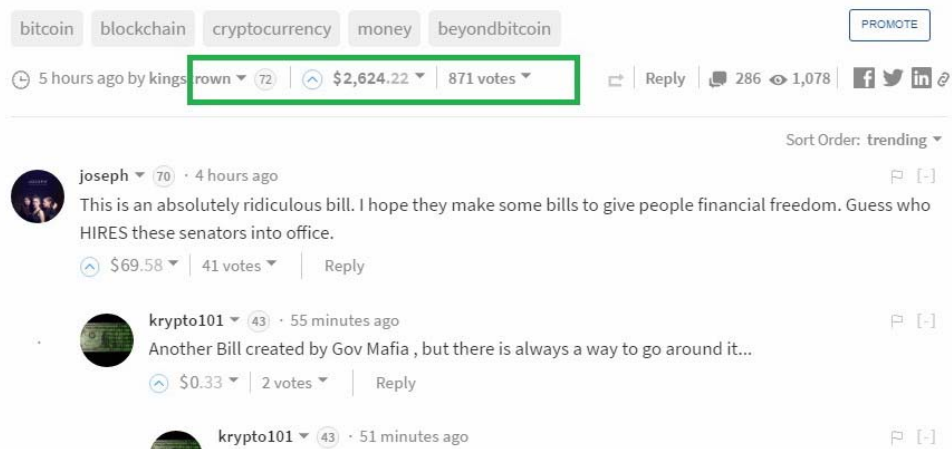 bitcoin blockchain cryptocurrency money beyondbitcoin PROMOTE
5 hours ago by kingscrown 72 $2,624.22 871 votes Reply 286 1,078
Sort Order: trending
joseph 70 · 4 hours ago [-]
This is an absolutely ridiculous bill. I hope they make some bills to give people financial freedom. Guess who
HIRES these senators into office.
$69.58 41 votes Reply
krypto101 43 · 55 minutes ago [-]
Another Bill created by Gov Mafia , but there is always a way to go around it...
$0.33 2 votes Reply
krypto101 43 · 51 minutes ago [-]